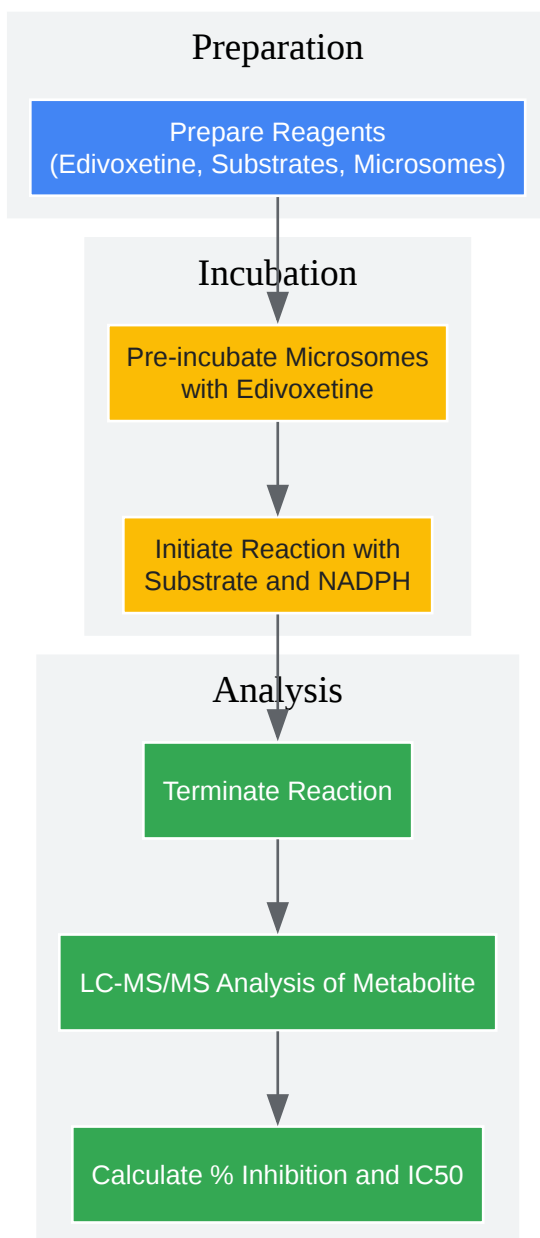 Preparation
Prepare Reagents
(Edivoxetine, Substrates, Microsomes)
Incubation
Pre-incubate Microsomes
with Edivoxetine
Initiate Reaction with
Substrate and NADPH
Analysis
Terminate Reaction
LC-MS/MS Analysis of Metabolite
Calculate % Inhibition and IC50